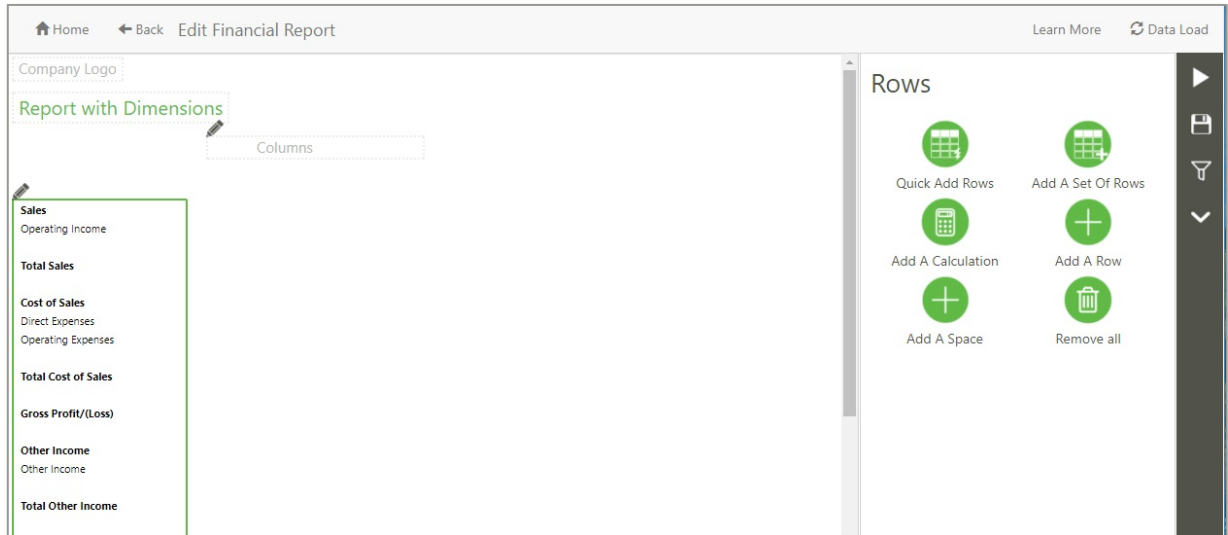 Home
Back
Edit Financial Report
Learn More
Data Load
Company Logo
Report with Dimensions
Columns
Sales
Operating Income
Total Sales
Cost of Sales
Direct Expenses
Operating Expenses
Total Cost of Sales
Gross Profit/(Loss)
Other Income
Other Income
Total Other Income
Rows
Quick Add Rows
Add A Set Of Rows
Add A Calculation
Add A Row
Add A Space
Remove all